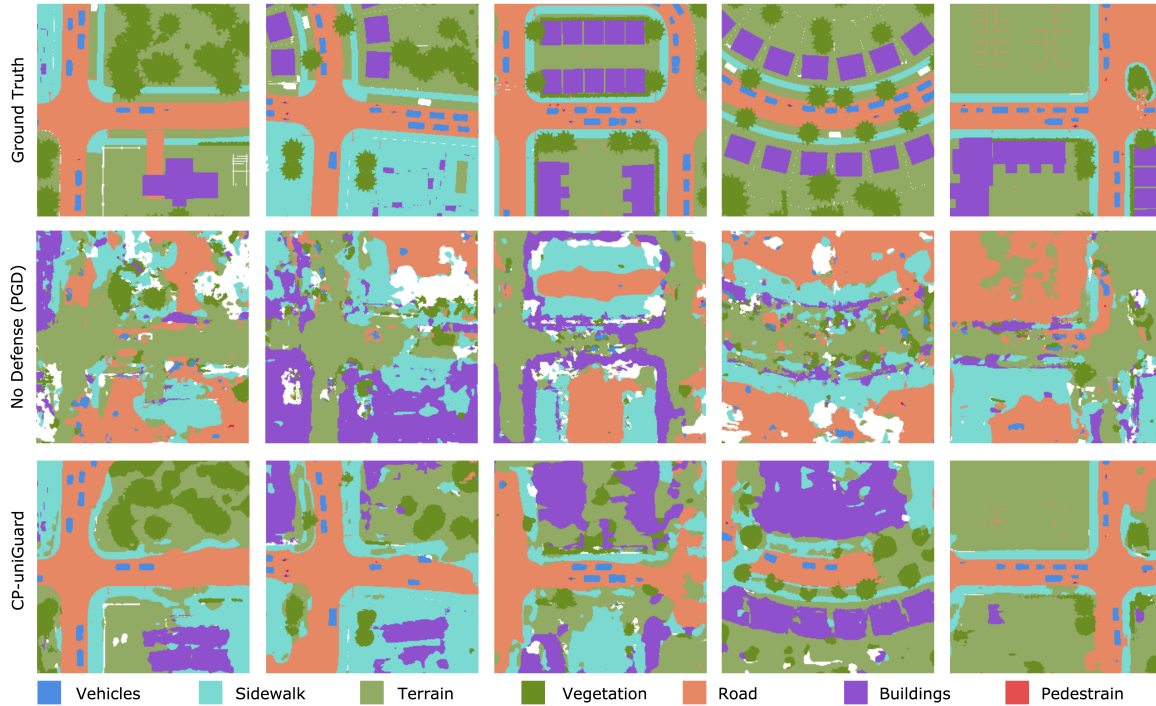 Ground Truth
No Defense (PGD)
CP-uniGuard
Vehicles Sidewalk Terrain Vegetation Road Buildings Pedestrain